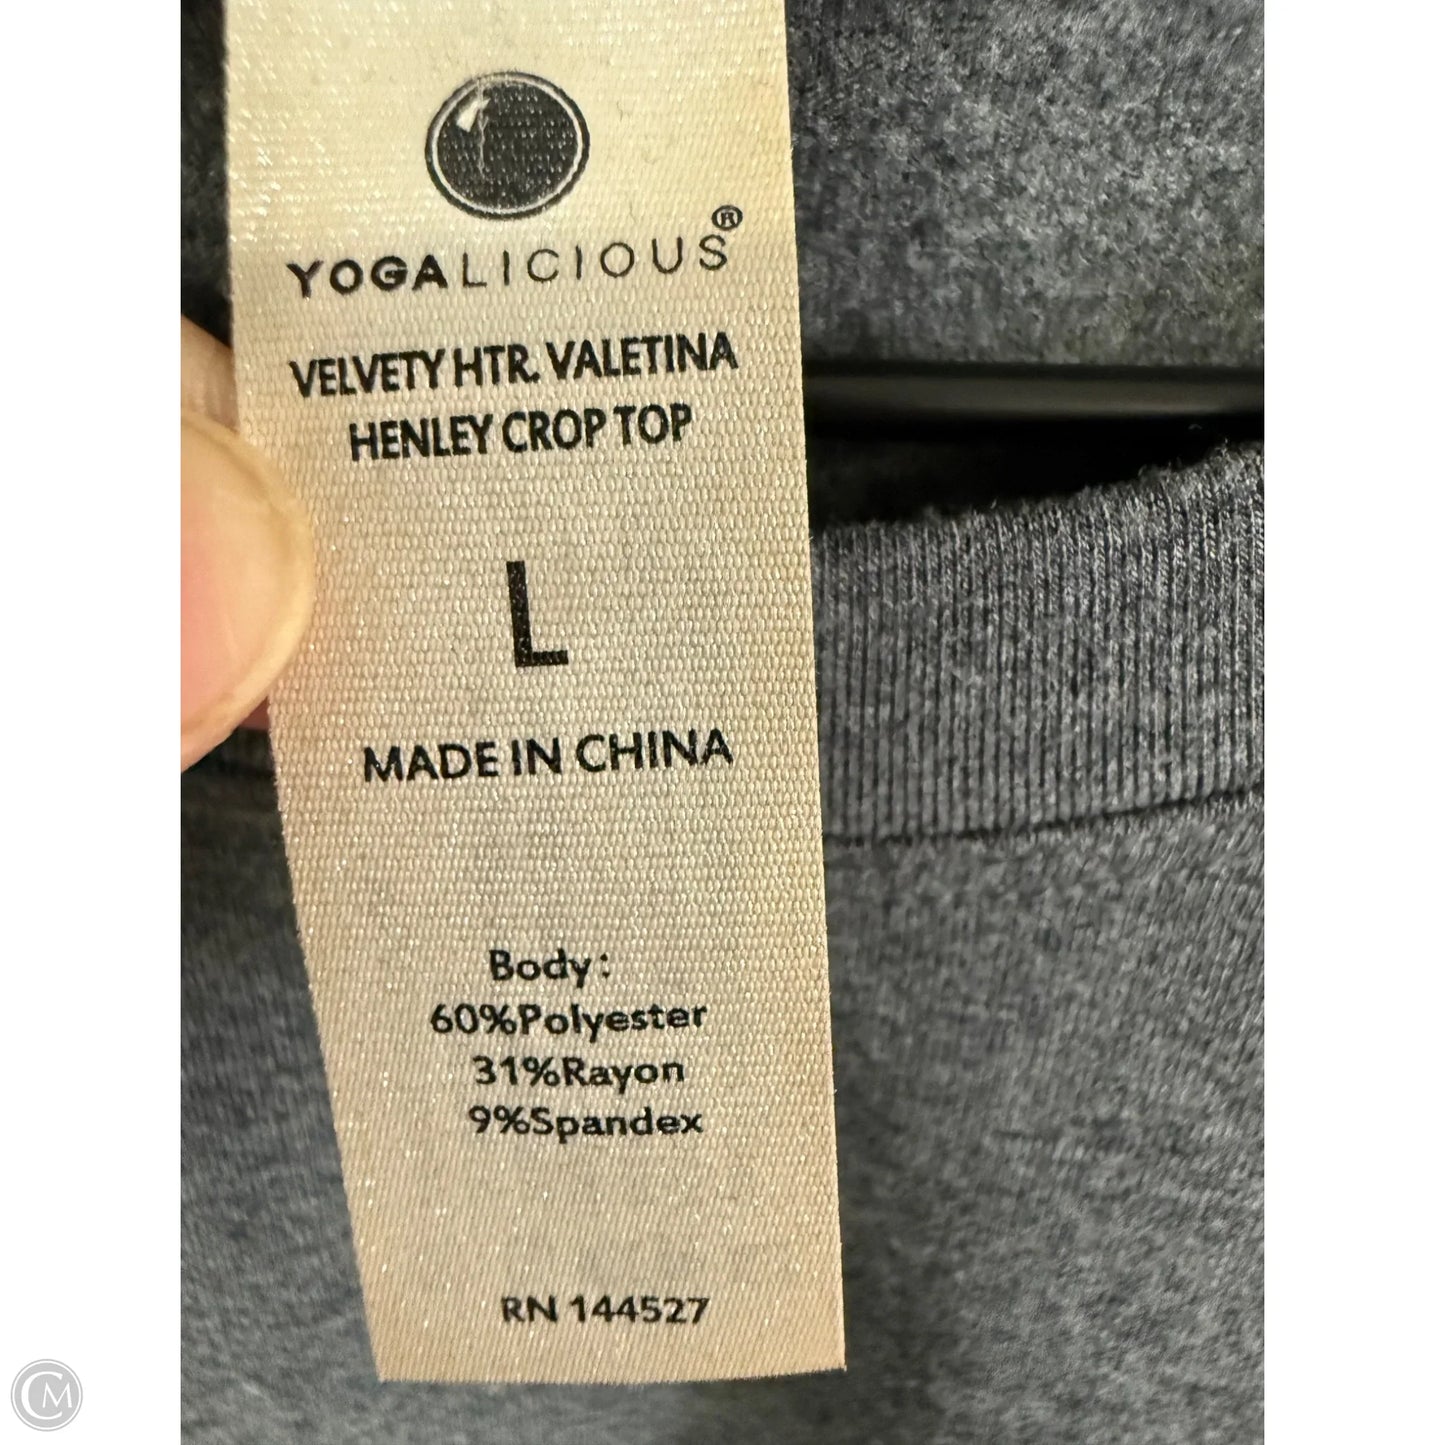 YOGALICIOUS®
VELVETY HTR. VALETINA
HENLEY CROP TOP
L
MADE IN CHINA
Body:
60%Polyester
31%Rayon
9%Spandex
RN 144527
CM